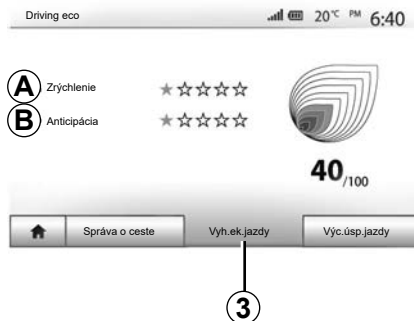 Driving eco 20°C PM 6:40
A Zrýchlenie
B Anticipácia
40/100
Správa o ceste Vyh.ek.jazdy Výc.úsp.jazdy
3